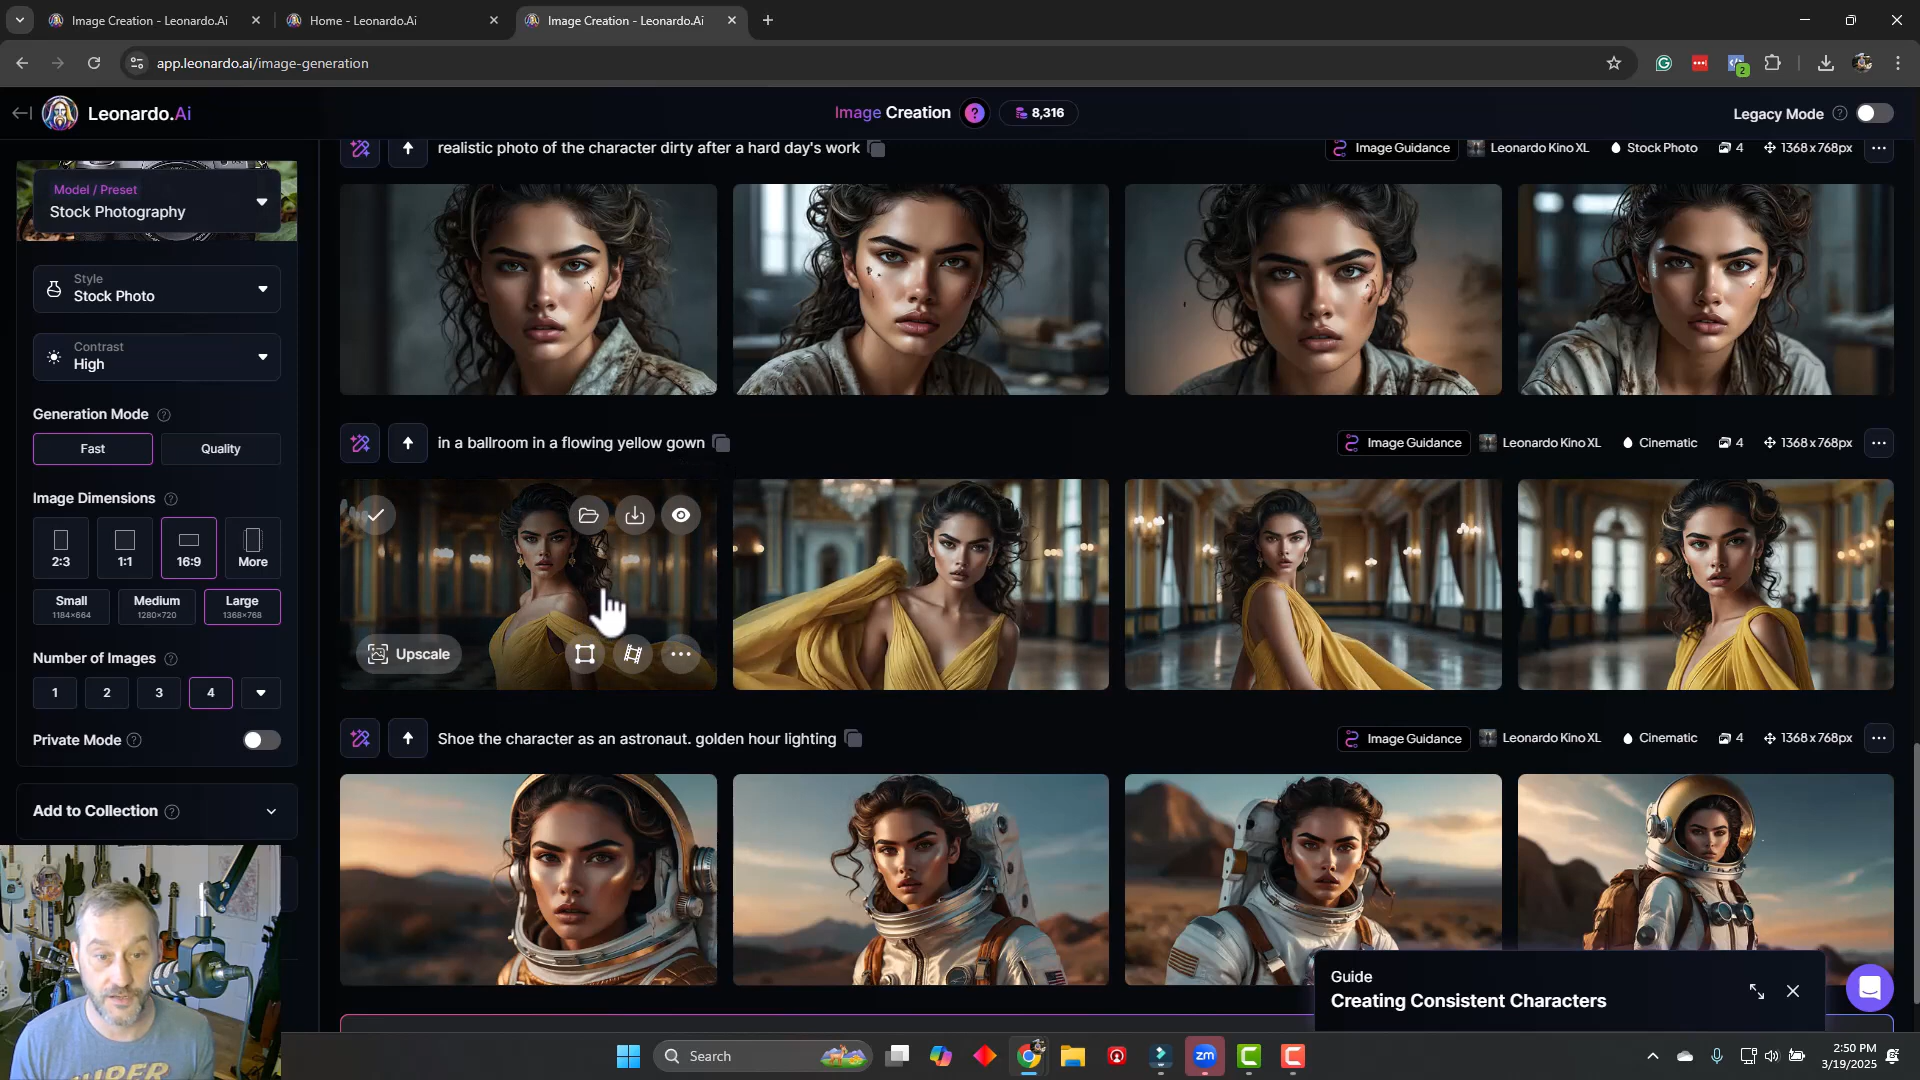 Image Creation - Leonardo.Ai
Home - Leonardo.Ai
Image Creation - Leonardo.Ai
app.leonardo.ai/image-generation
2
Leonardo.Ai
Image Creation
?
8,316
Legacy Mode
Model / Preset
Stock Photography
Style
Stock Photo
Contrast
High
Generation Mode
Fast
Quality
Image Dimensions
2:3
1:1
16:9
More
Small
1184×664
Medium
1280×720
Large
1368×768
Number of Images
1
2
3
4
Private Mode
Add to Collection
realistic photo of the character dirty after a hard day's work
Image Guidance
Leonardo Kino XL
Stock Photo
4
1368x768px
in a ballroom in a flowing yellow gown
Image Guidance
Leonardo Kino XL
Cinematic
4
1368x768px
Upscale
Shoe the character as an astronaut. golden hour lighting
Image Guidance
Leonardo Kino XL
Cinematic
4
1368x768px
Guide
Creating Consistent Characters
SUPER
Search
zm
2:50 PM
3/19/2025